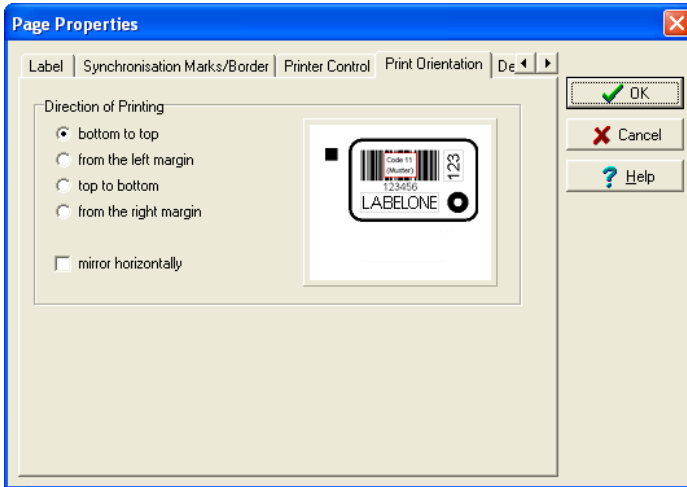 Page Properties
Label
Synchronisation Marks/Border
Printer Control
Print Orientation
De
Direction of Printing
bottom to top
from the left margin
top to bottom
from the right margin
mirror horizontally
Code 11
(Muster)
123456
123
LABELONE
OK
Cancel
Help